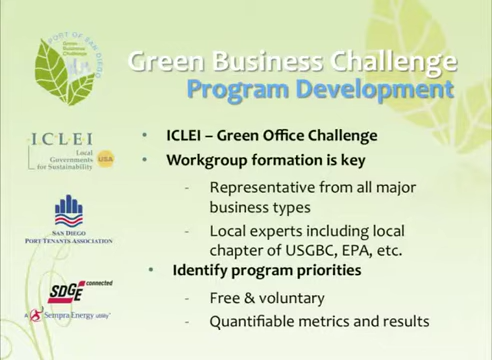 PORT OF SAN DIEGO
Green
Business
Challenge
Green Business Challenge
Program Development
ICLEI
Local
Governments
for Sustainability
USA
SAN DIEGO
PORT TENANTS ASSOCIATION
SDGE connected
A Sempra Energy utility
• ICLEI – Green Office Challenge
• Workgroup formation is key
- Representative from all major
business types
- Local experts including local
chapter of USGBC, EPA, etc.
• Identify program priorities
- Free & voluntary
- Quantifiable metrics and results